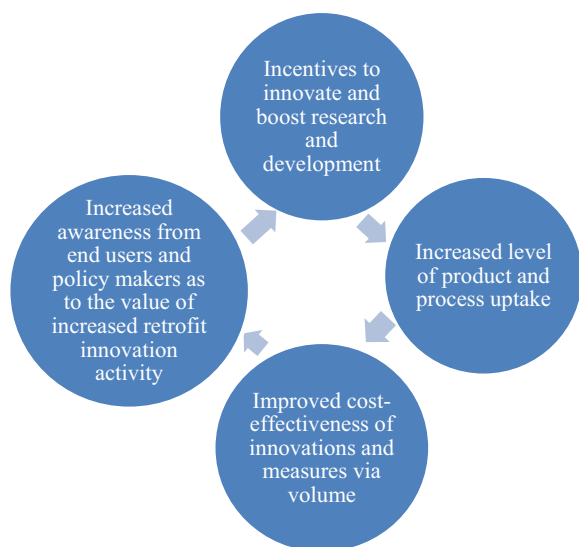 Incentives to
innovate and
boost research
and
development
Increased level
of product and
process uptake
Improved cost-
effectiveness of
innovations and
measures via
volume
Increased
awareness from
end users and
policy makers as
to the value of
increased retrofit
innovation
activity